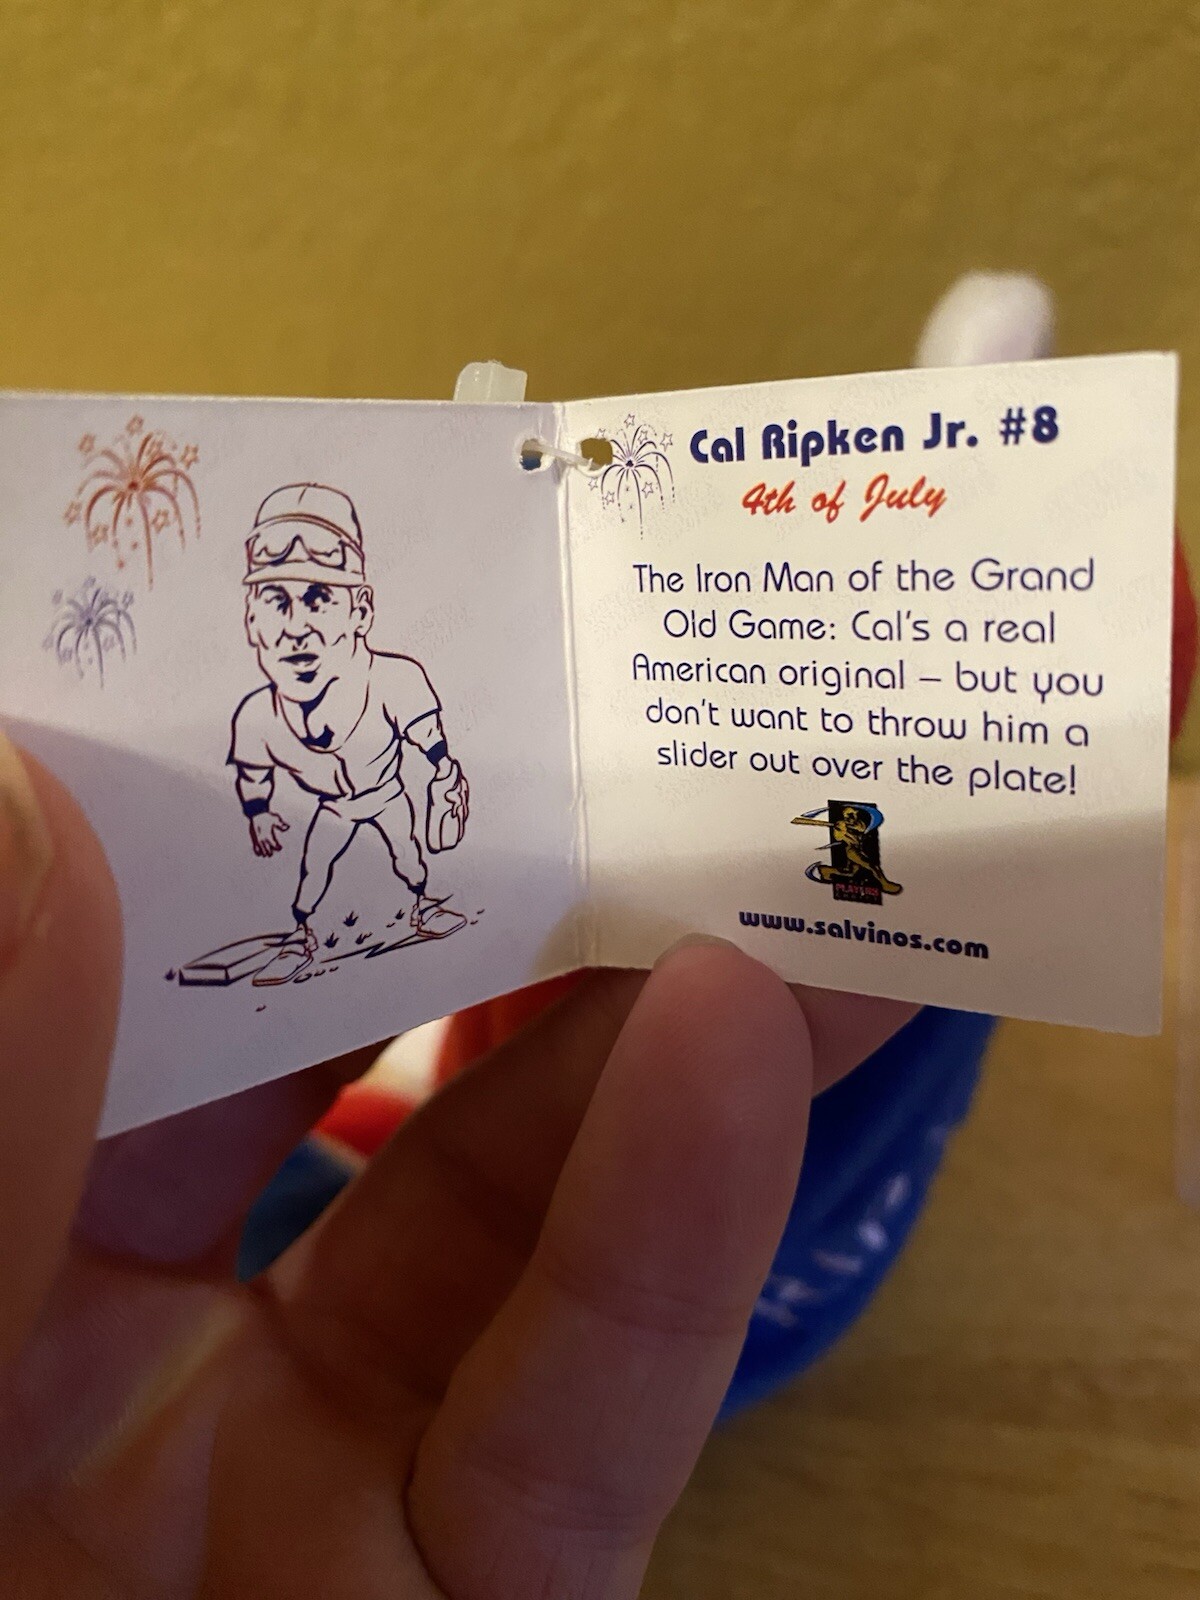 Cal Ripken Jr. #8
4th of July
The Iron Man of the Grand
Old Game: Cal's a real
American original – but you
don't want to throw him a
slider out over the plate!
PLAYERS
www.salvinos.com